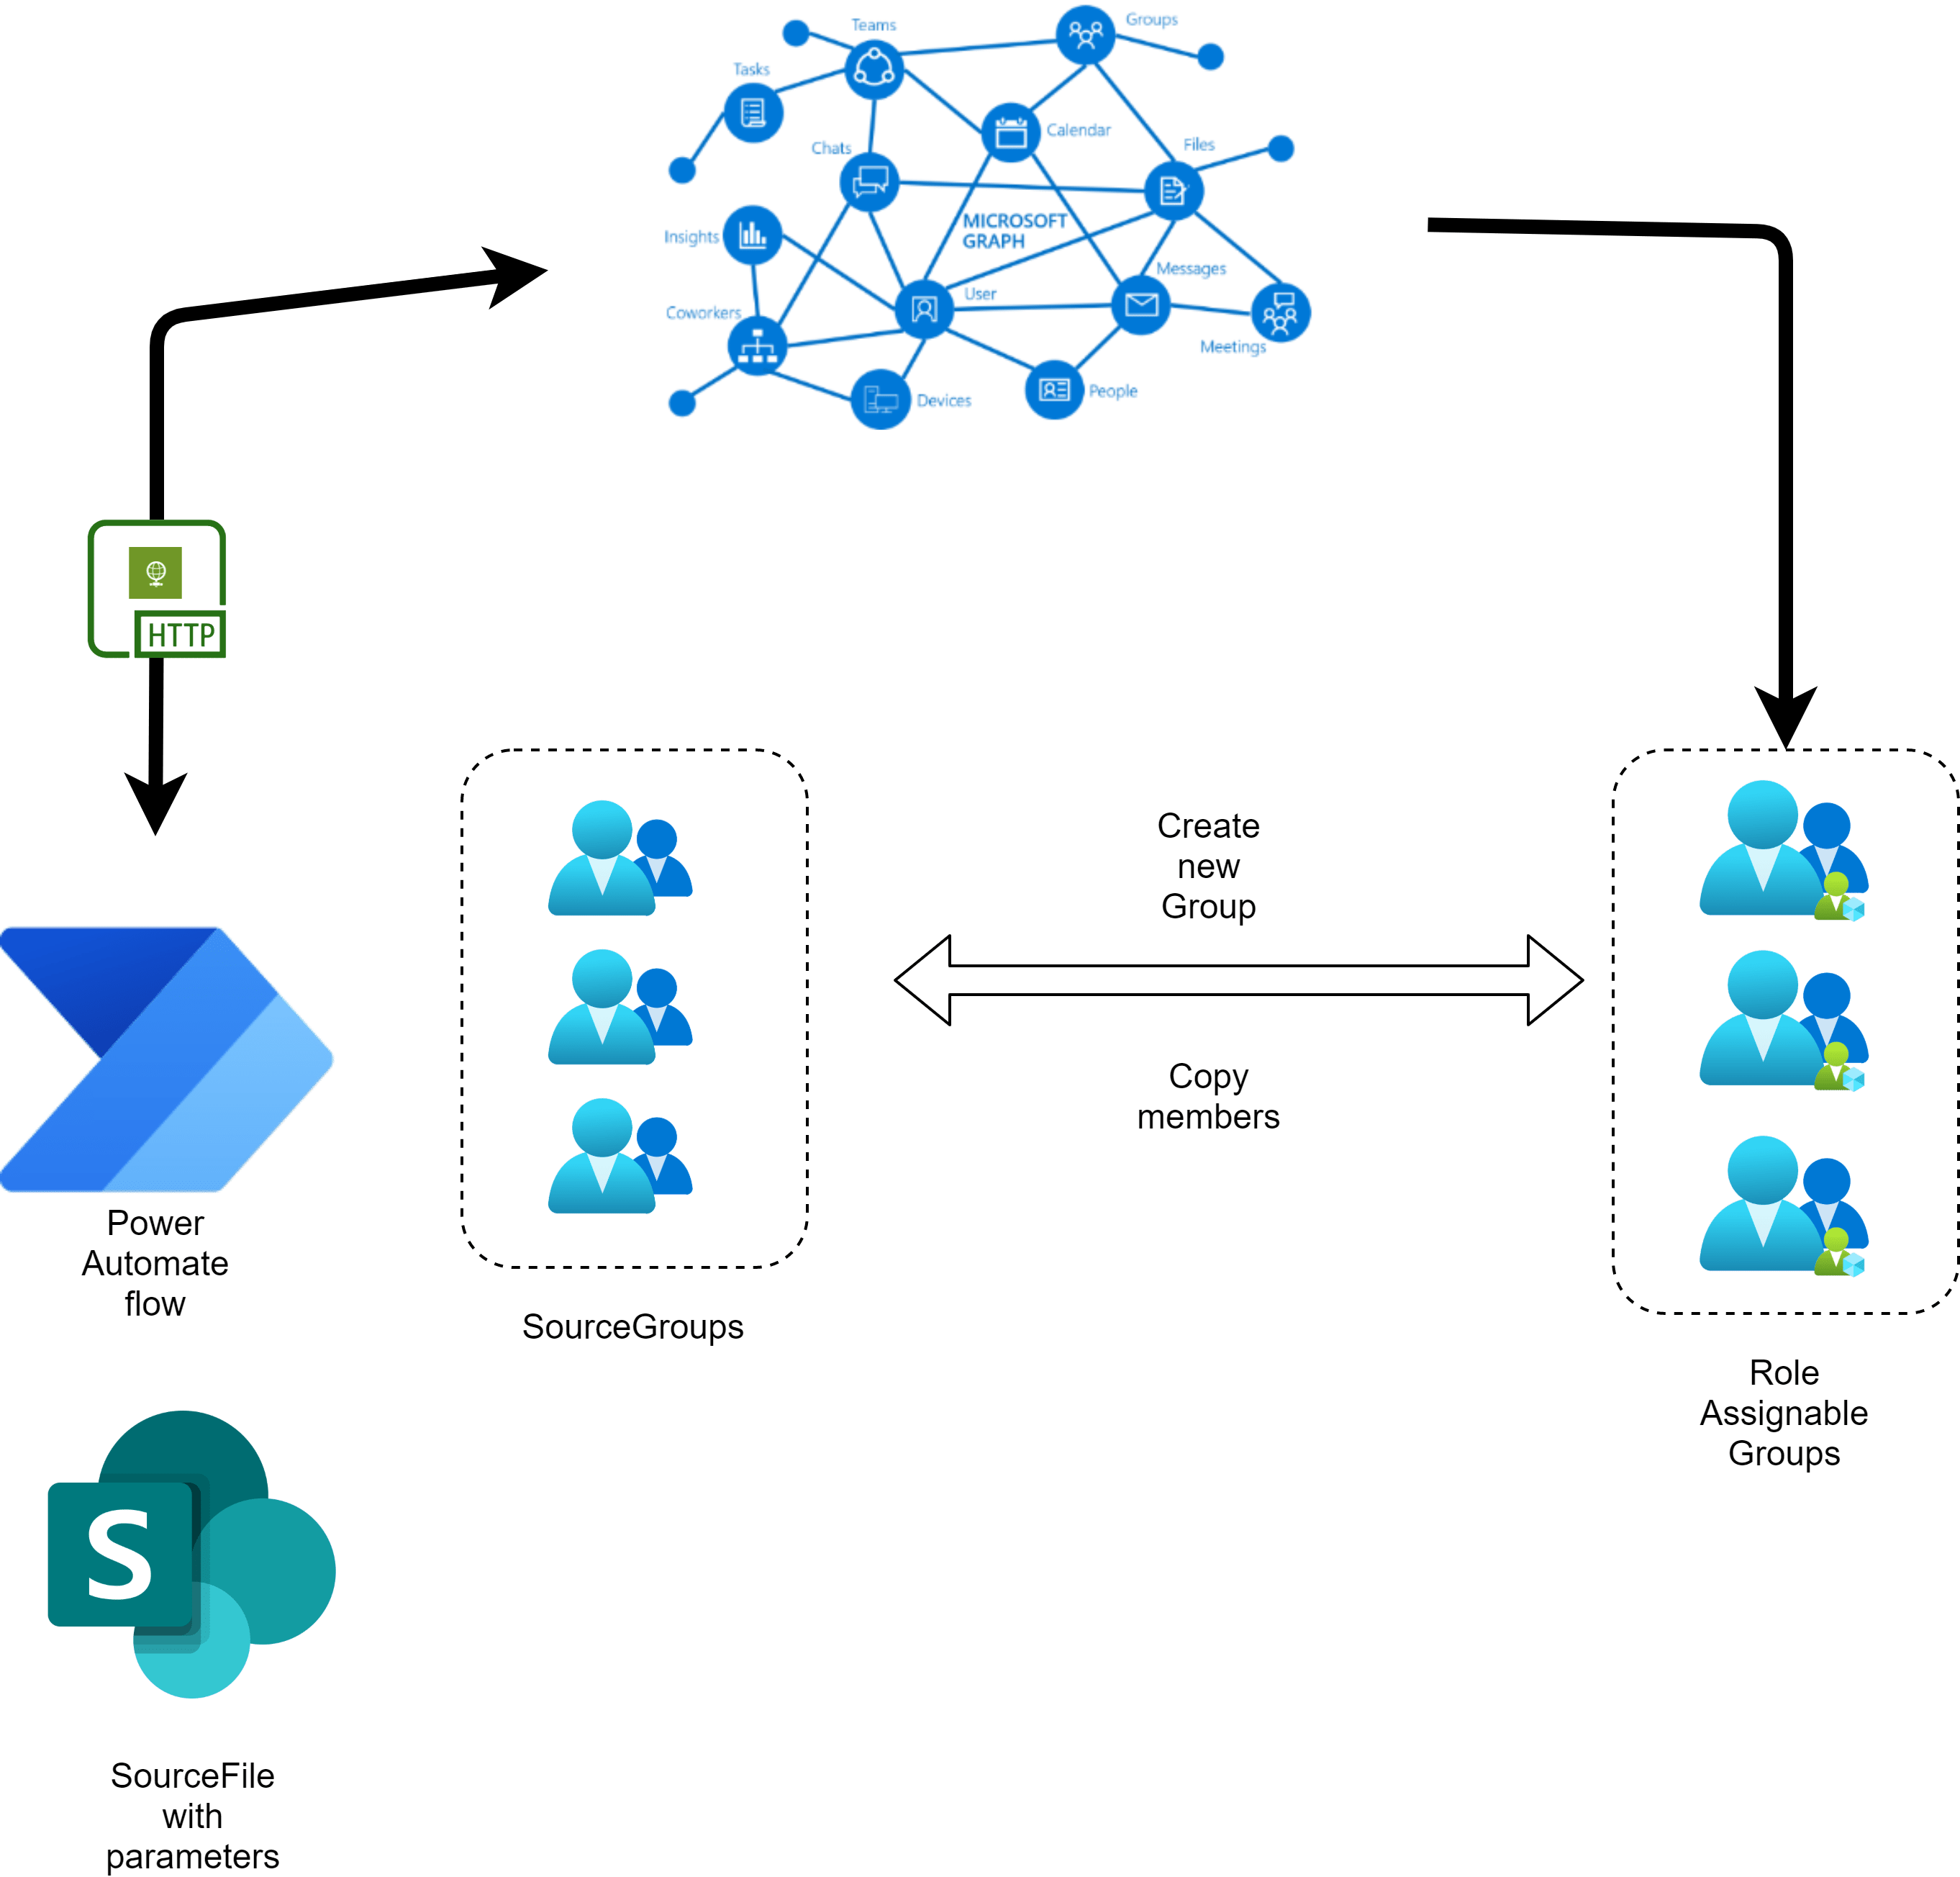 Teams
Groups
Tasks
Calendar
Chats
Files
MICROSOFT
GRAPH
Insights
Messages
User
Coworkers
Meetings
People
Devices
HTTP
Create
new
Group
Copy
members
Power
Automate
flow
SourceGroups
Role
Assignable
Groups
S
SourceFile
with
parameters